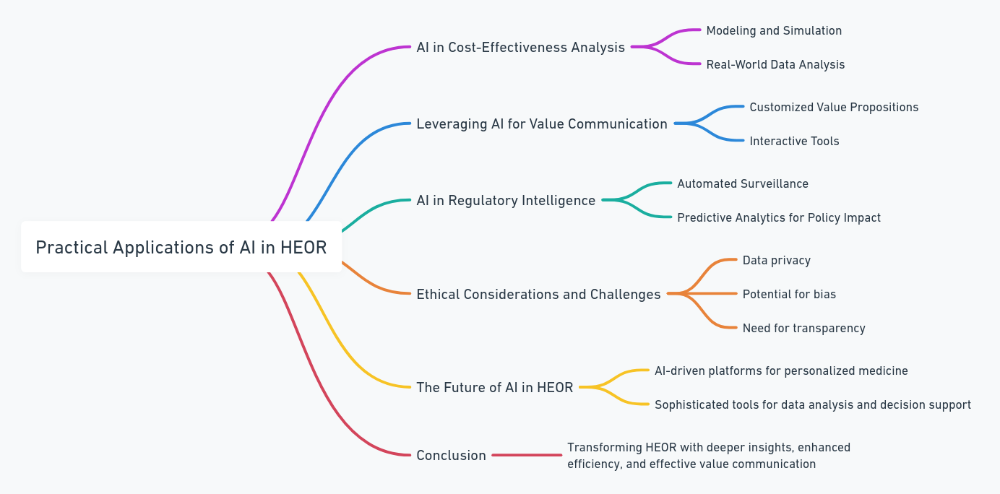 Practical Applications of AI in HEOR
AI in Cost-Effectiveness Analysis
Modeling and Simulation
Real-World Data Analysis
Leveraging AI for Value Communication
Customized Value Propositions
Interactive Tools
AI in Regulatory Intelligence
Automated Surveillance
Predictive Analytics for Policy Impact
Ethical Considerations and Challenges
Data privacy
Potential for bias
Need for transparency
The Future of AI in HEOR
AI-driven platforms for personalized medicine
Sophisticated tools for data analysis and decision support
Conclusion
Transforming HEOR with deeper insights, enhanced
efficiency, and effective value communication